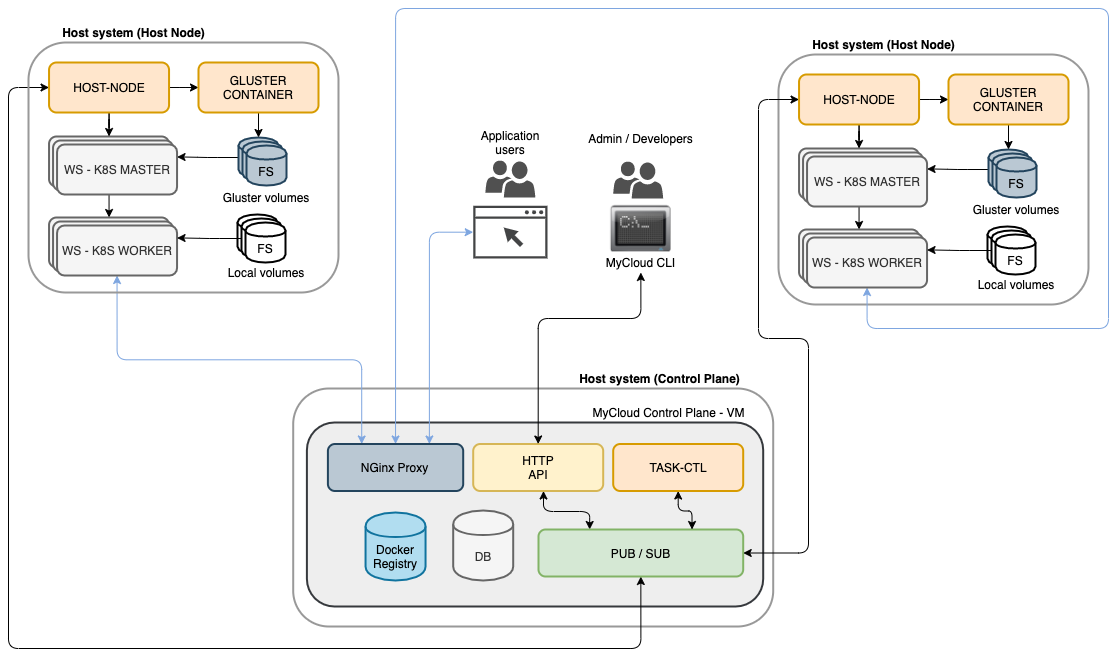 Host system (Host Node)
HOST-NODE
GLUSTER
CONTAINER
WS - K8S MASTER
FS
Gluster volumes
WS - K8S WORKER
FS
Local volumes
Application
users
Admin / Developers
C:\_
MyCloud CLI
Host system (Host Node)
HOST-NODE
GLUSTER
CONTAINER
WS - K8S MASTER
FS
Gluster volumes
WS - K8S WORKER
FS
Local volumes
Host system (Control Plane)
MyCloud Control Plane - VM
NGinx Proxy
HTTP
API
TASK-CTL
Docker
Registry
DB
PUB / SUB